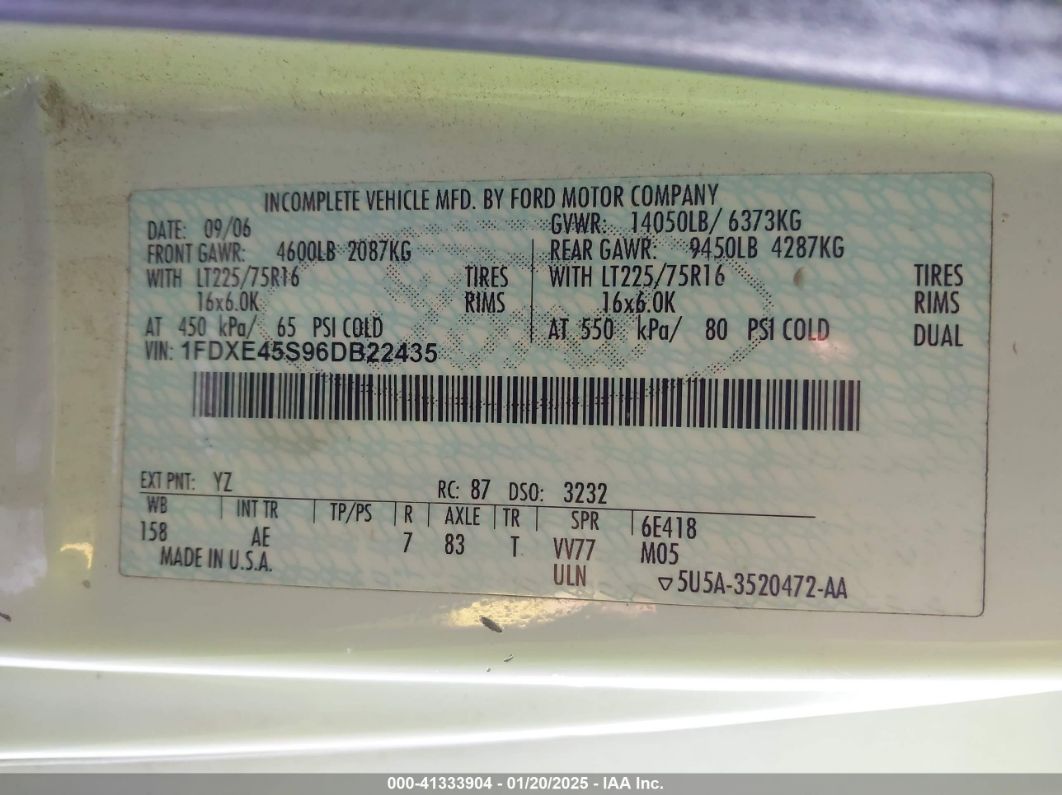 INCOMPLETE VEHICLE MFD. BY FORD MOTOR COMPANY
DATE: 09/06 GVWR: 14050LB/ 6373KG
FRONT GAWR: 4600LB 2087KG REAR GAWR: 9450LB 4287KG
WITH LT225/75R16 TIRES WITH LT225/75R16 TIRES
16x6.0K RIMS 16x6.0K RIMS
AT 450 kPa/ 65 PSI COLD AT 550 kPa/ 80 PSI COLD DUAL
VIN: 1FDXE45S96DB22435
EXT PNT: YZ RC: 87 DSO: 3232
WB INT TR TP/PS R AXLE TR SPR 6E418
158 AE 7 83 T VV77 M05
MADE IN U.S.A. ULN ▽5U5A-3520472-AA
000-41333904 - 01/20/2025 - IAA Inc.